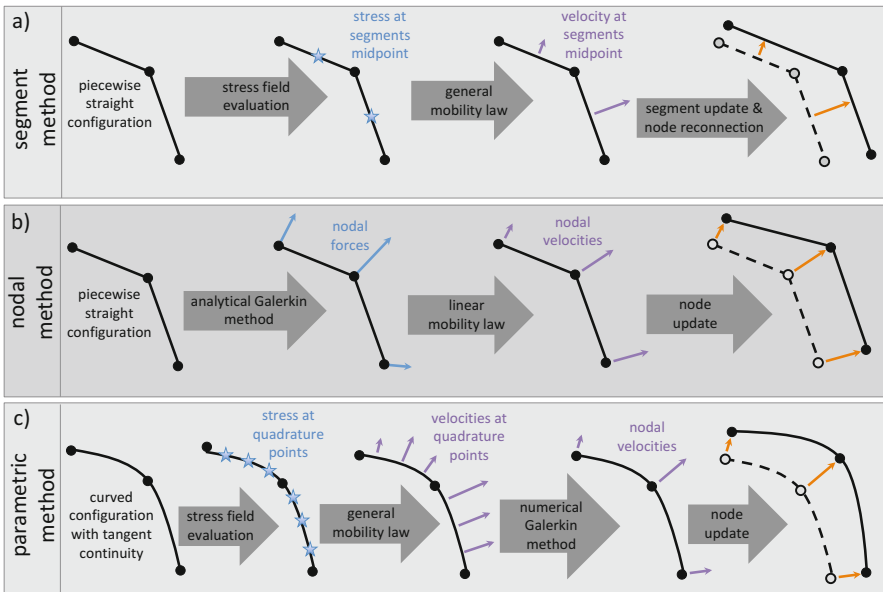 a)
segment
method
piecewise
straight
configuration
stress field
evaluation
stress at
segments
midpoint
general
mobility law
velocity at
segments
midpoint
segment update &
node reconnection
b)
nodal
method
piecewise
straight
configuration
analytical Galerkin
method
nodal
forces
linear
mobility law
nodal
velocities
node
update
c)
parametric
method
curved
configuration
with tangent
continuity
stress field
evaluation
stress at
quadrature
points
general
mobility law
velocities at
quadrature
points
numerical
Galerkin
method
nodal
velocities
node
update